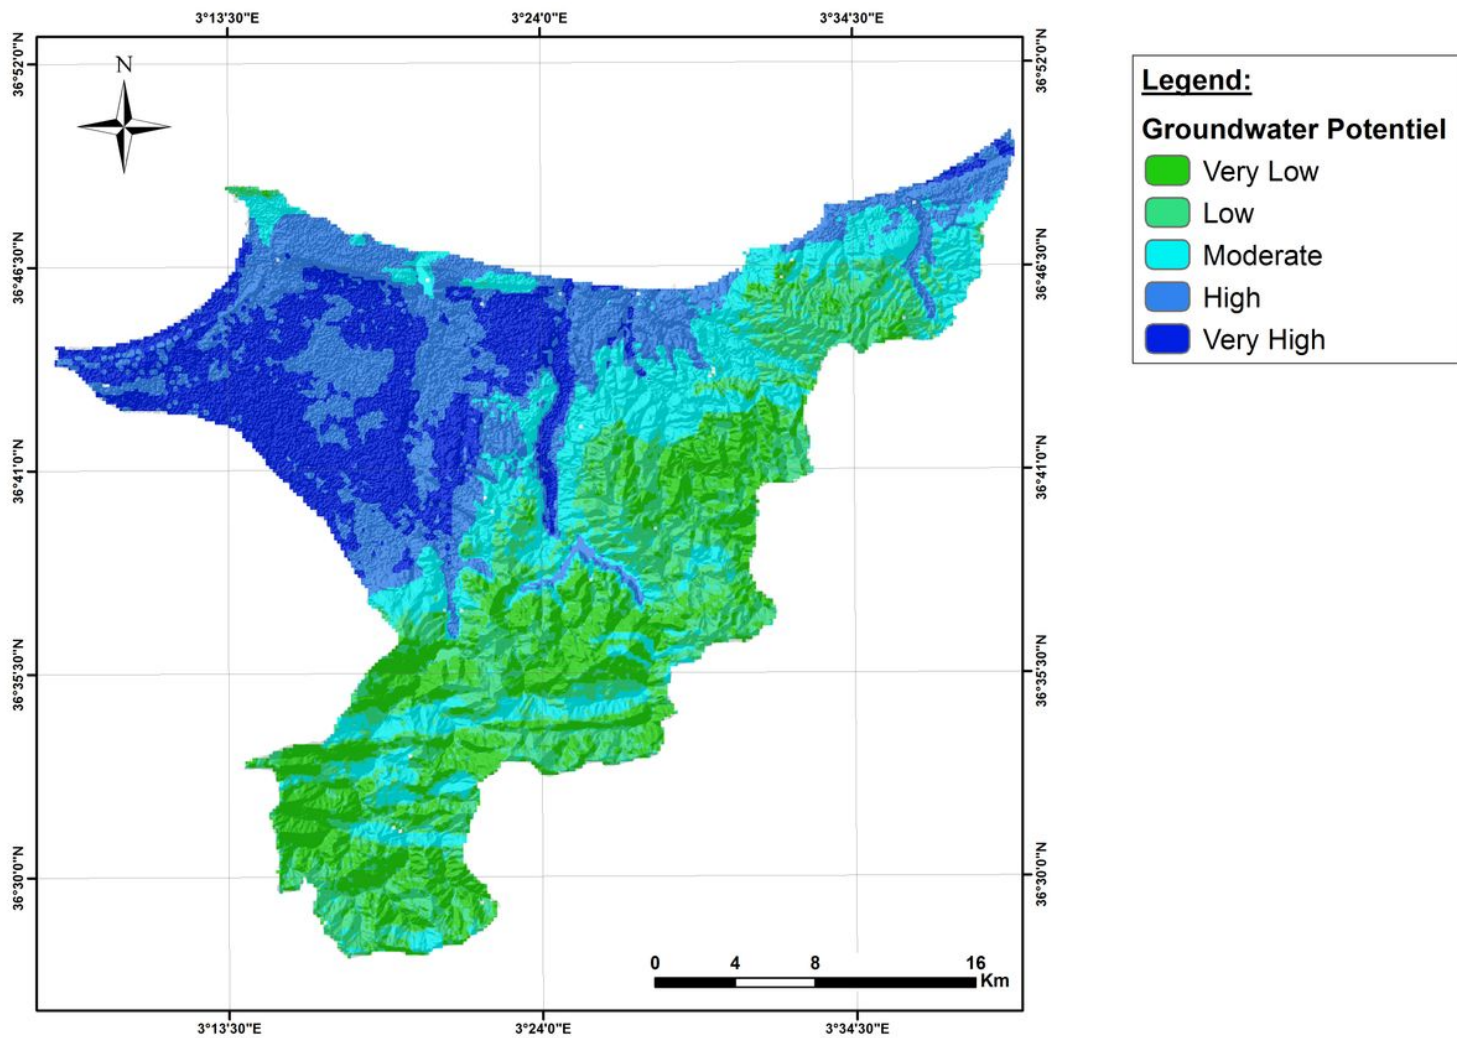 3°13'30"E 3°24'0"E 3°34'30"E
36°52'0"N 36°52'0"N
N
Legend:
Groundwater Potentiel
Very Low
Low
Moderate
High
Very High
36°46'30"N 36°46'30"N
36°41'0"N 36°41'0"N
36°35'30"N 36°35'30"N
36°30'0"N 36°30'0"N
0 4 8 16
Km
3°13'30"E 3°24'0"E 3°34'30"E